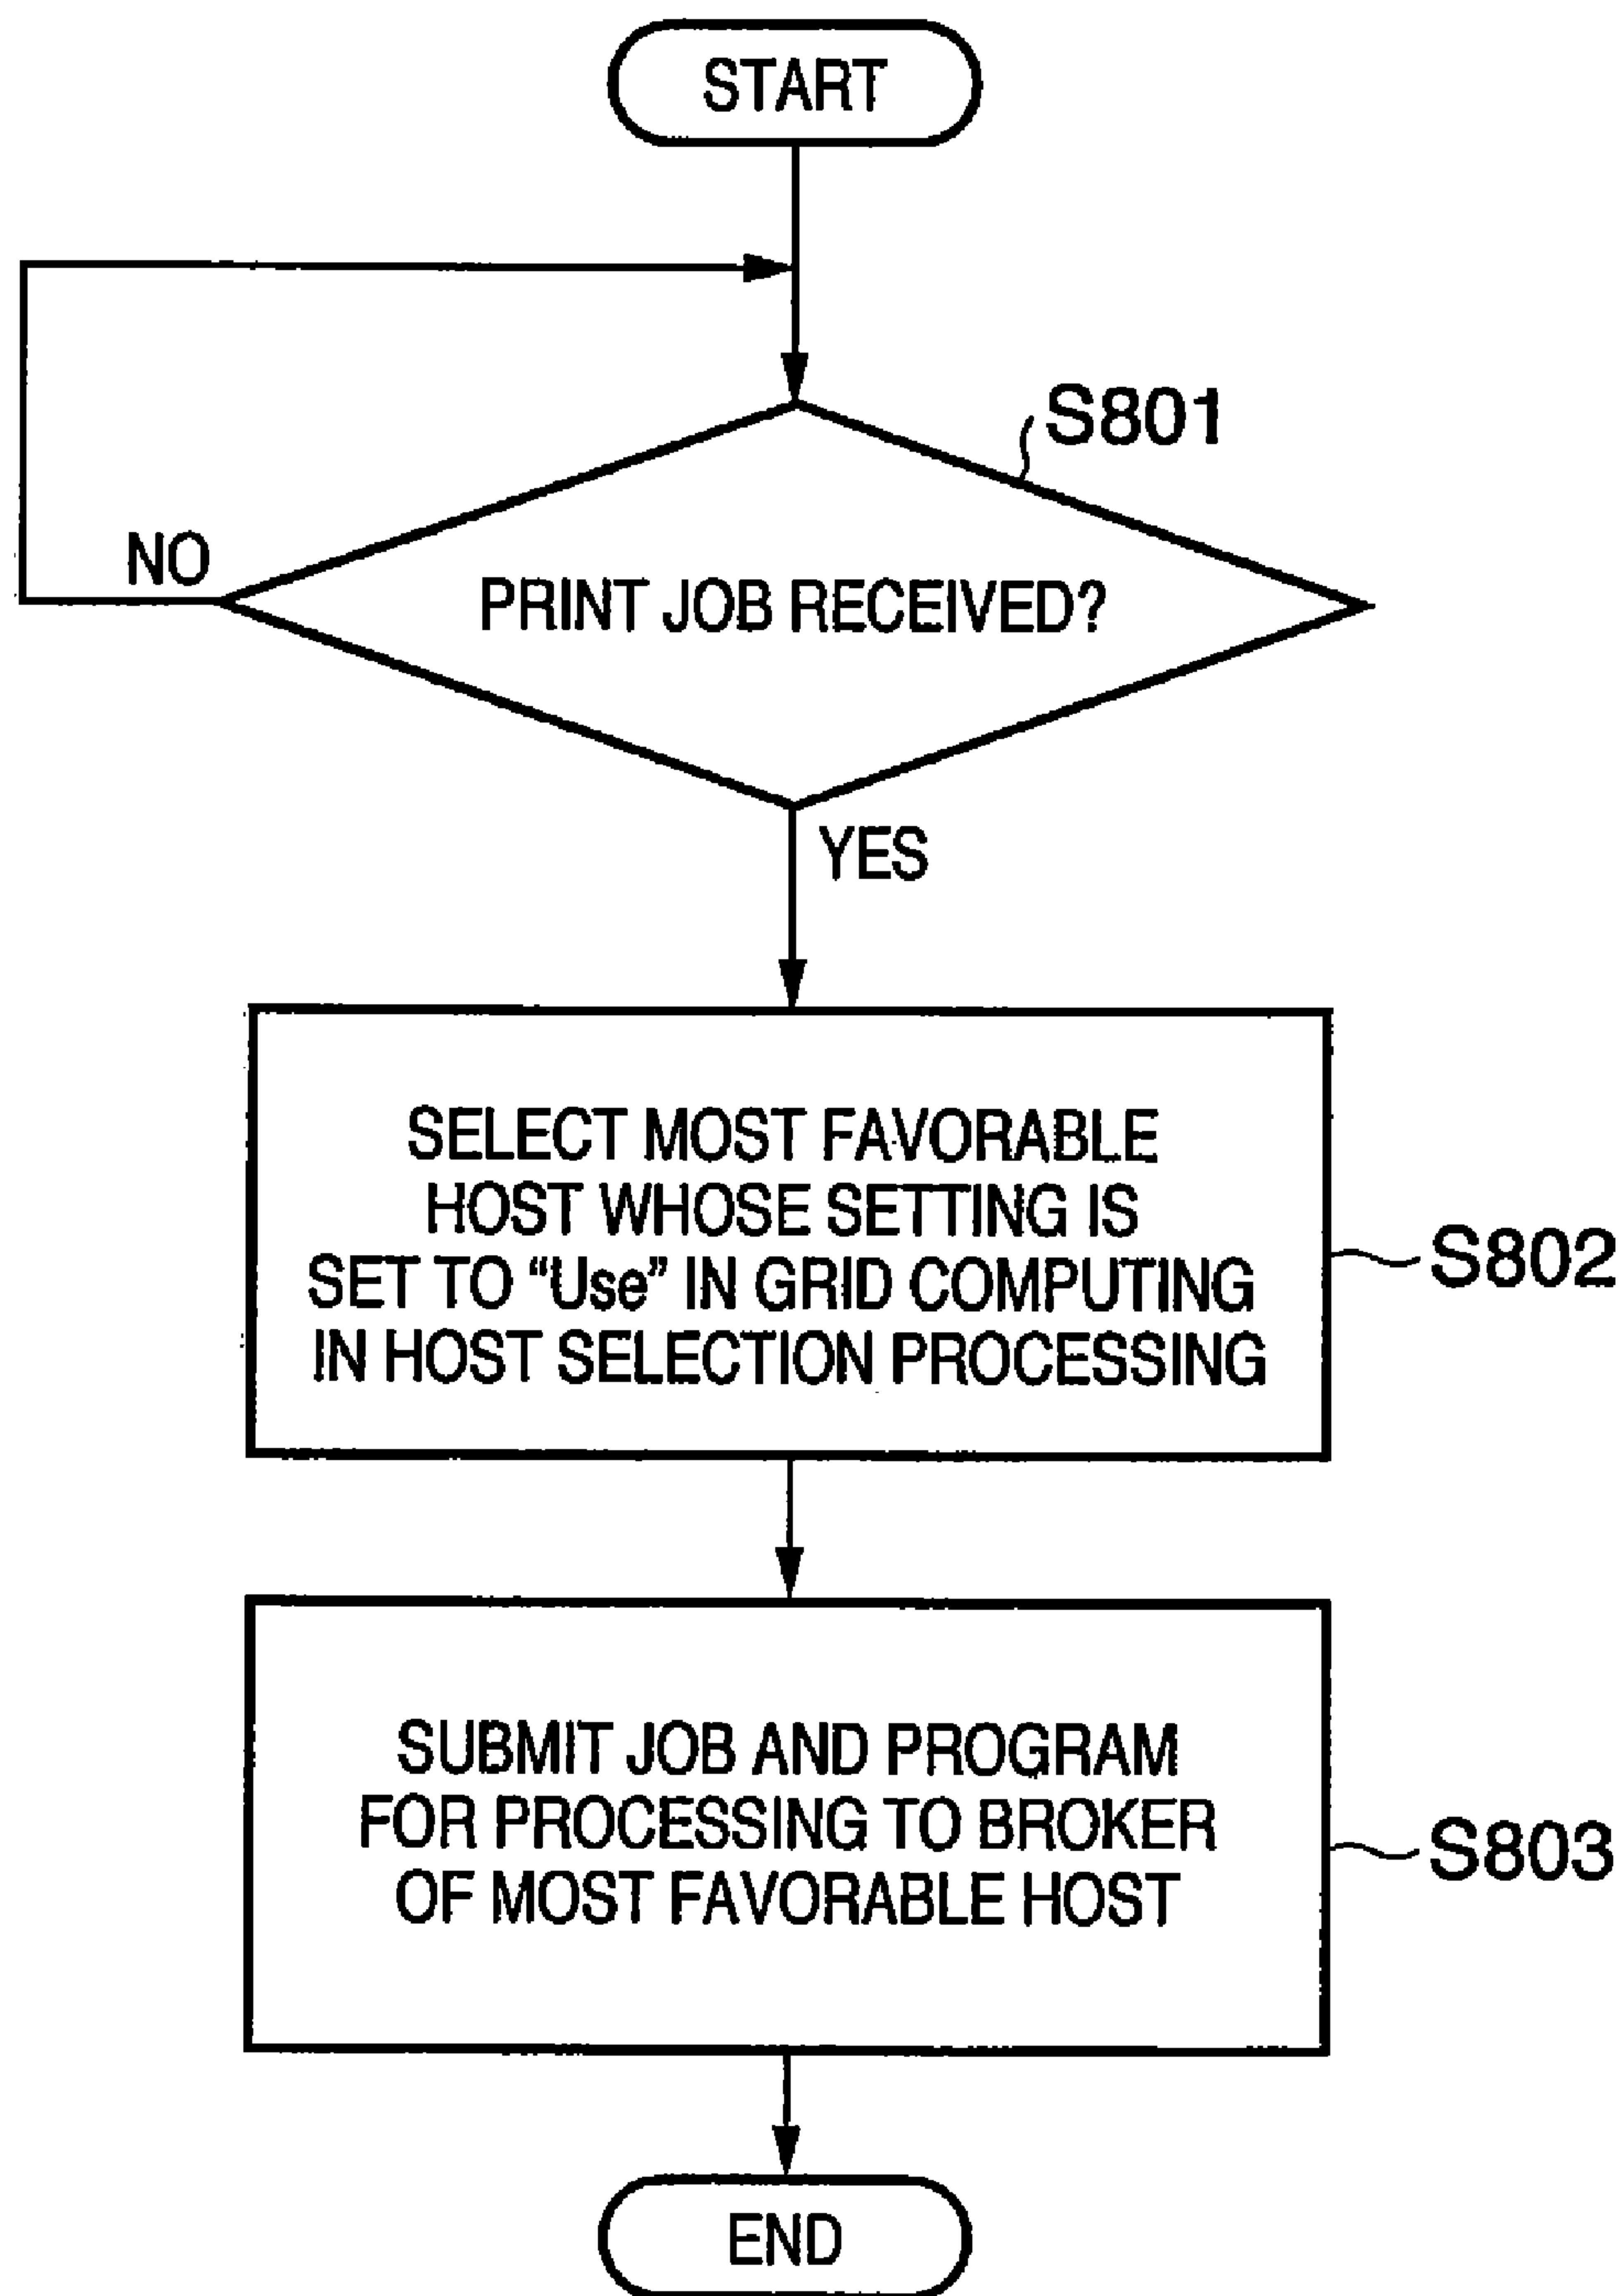 START
S801
NO
PRINT JOB RECEIVED?
YES
SELECT MOST FAVORABLE
HOST WHOSE SETTING IS
SET TO “Use” IN GRID COMPUTING
IN HOST SELECTION PROCESSING
S802
SUBMIT JOB AND PROGRAM
FOR PROCESSING TO BROKER
OF MOST FAVORABLE HOST
S803
END